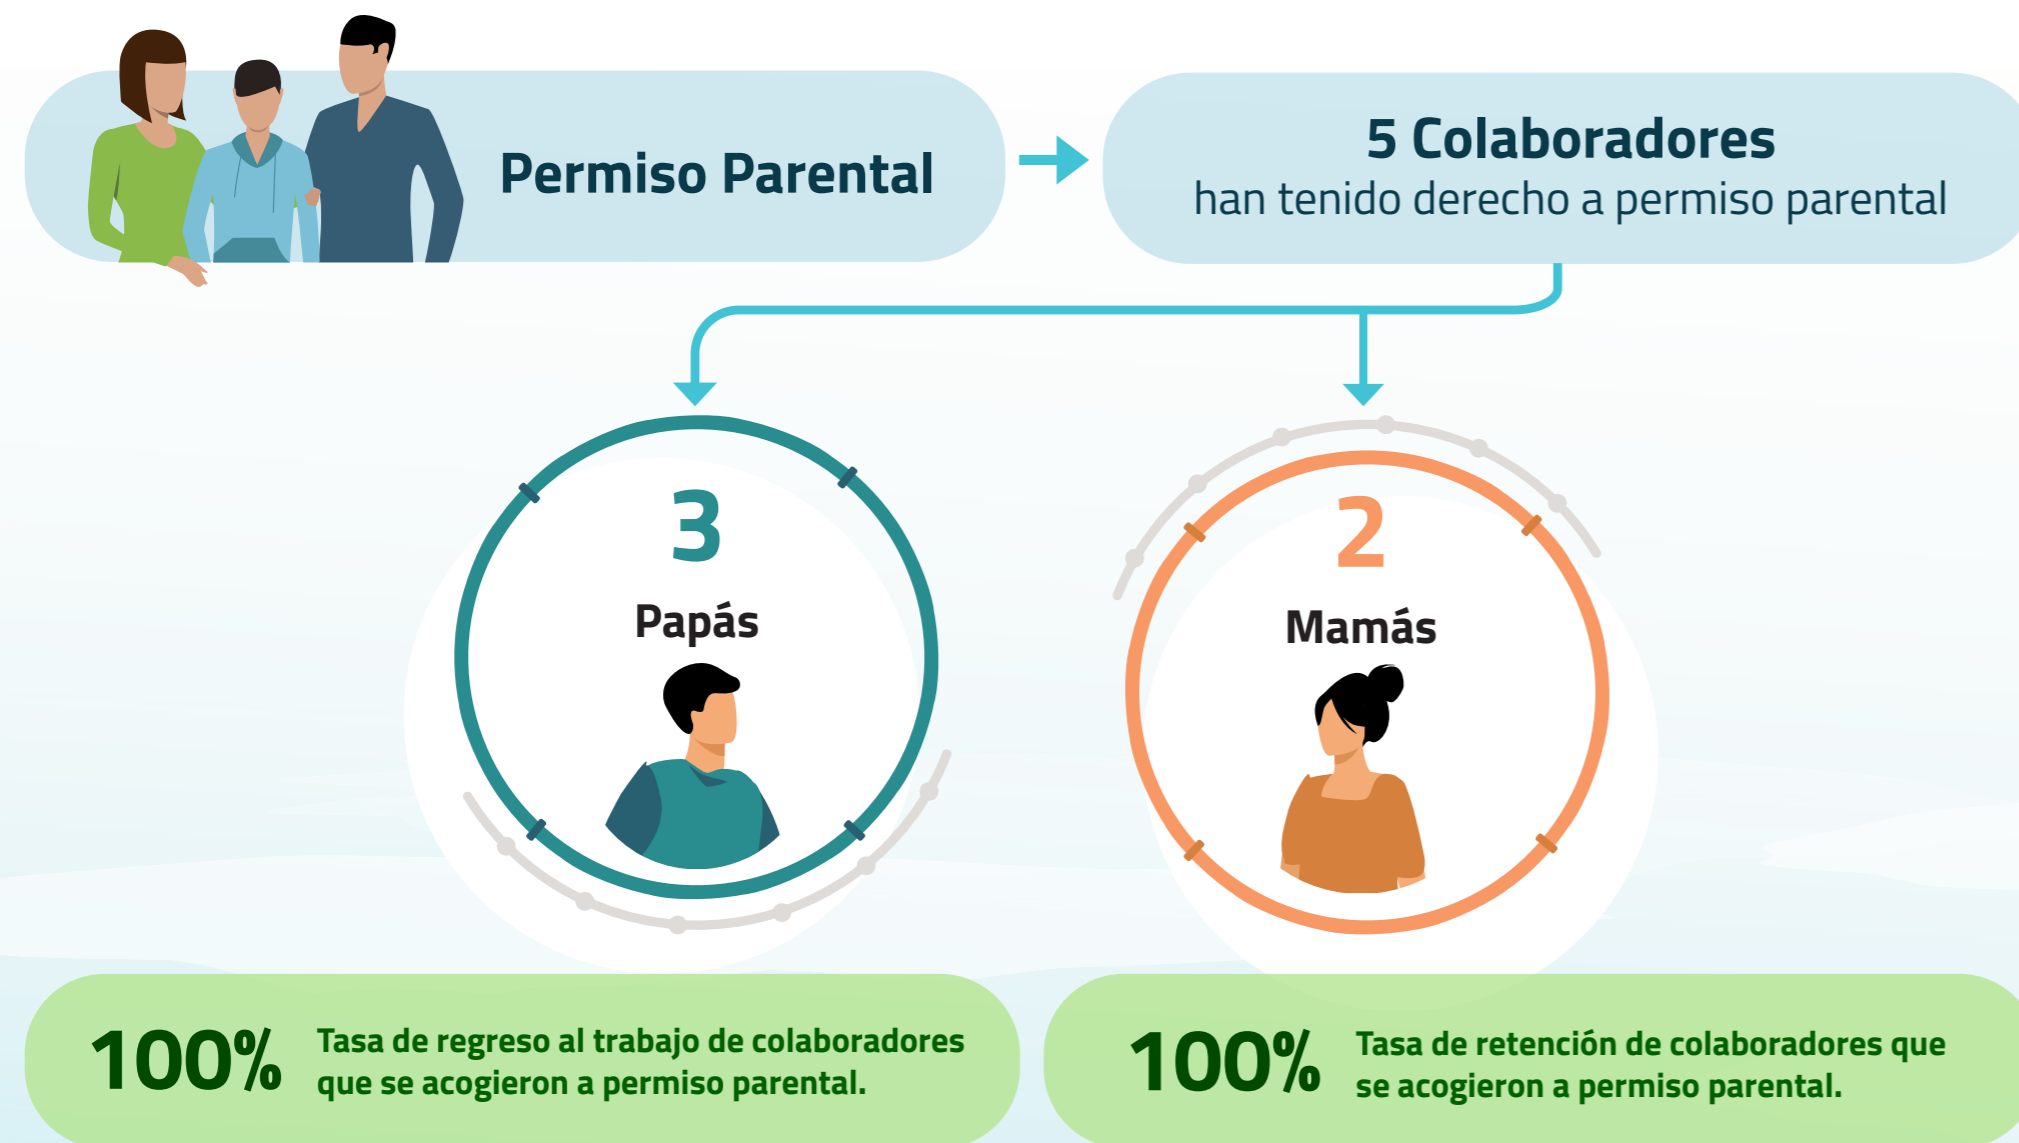 Permiso Parental
5 Colaboradores
han tenido derecho a permiso parental
3
Papás
2
Mamás
100%
Tasa de regreso al trabajo de colaboradores
que se acogieron a permiso parental.
100%
Tasa de retención de colaboradores que
se acogieron a permiso parental.